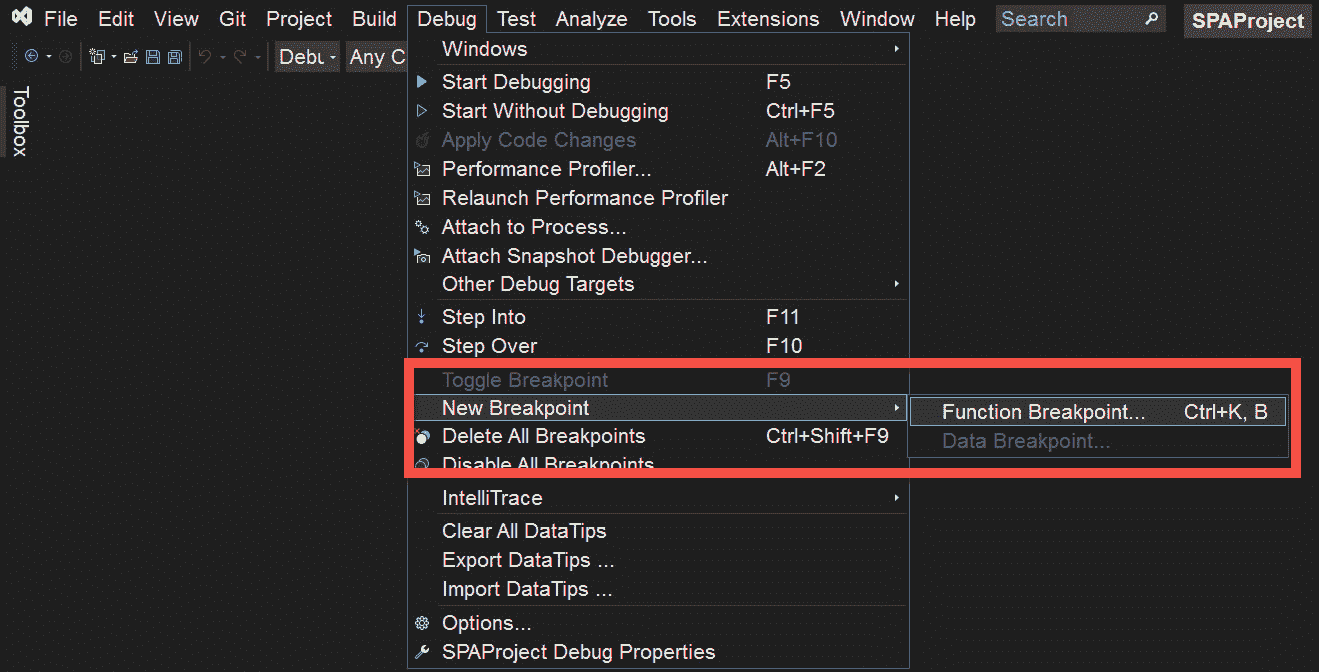 File Edit View Git Project Build Debug Test Analyze Tools Extensions Window Help Search SPAProject
Debu Any C
Toolbox
Windows
Start Debugging F5
Start Without Debugging Ctrl+F5
Apply Code Changes Alt+F10
Performance Profiler... Alt+F2
Relaunch Performance Profiler
Attach to Process...
Attach Snapshot Debugger...
Other Debug Targets
Step Into F11
Step Over F10
Toggle Breakpoint F9
New Breakpoint
Function Breakpoint... Ctrl+K, B
Delete All Breakpoints Ctrl+Shift+F9
Data Breakpoint...
Disable All Breakpoints
IntelliTrace
Clear All DataTips
Export DataTips ...
Import DataTips ...
Options...
SPAProject Debug Properties